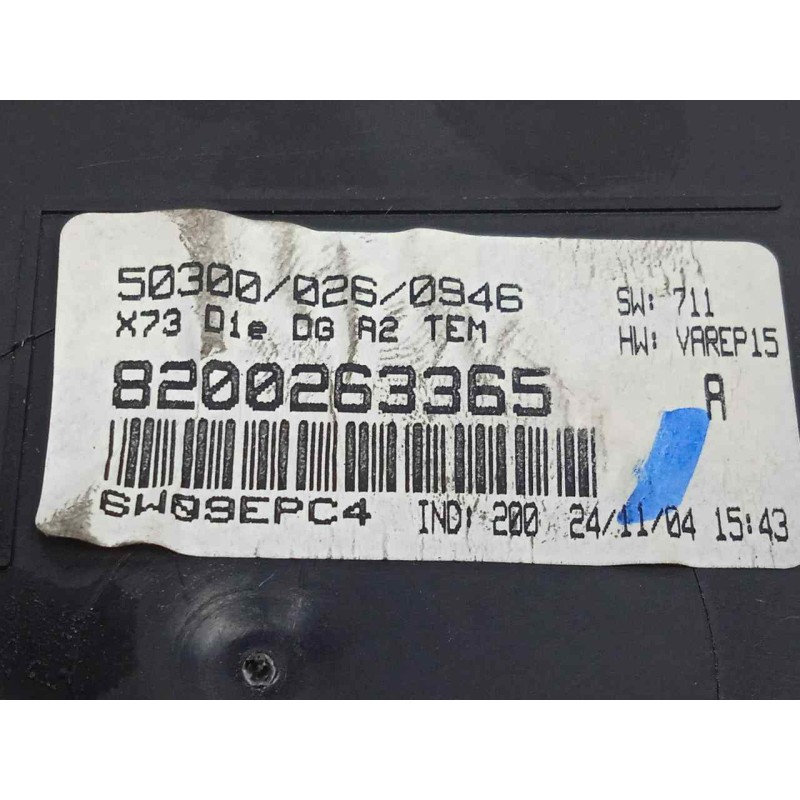 50300/026/0946
SW: 711
X73 D1e DG A2 TEM
HW: VAREP15
8200263365
A
6W09EPC4 IND: 200 24/11/04 15:43